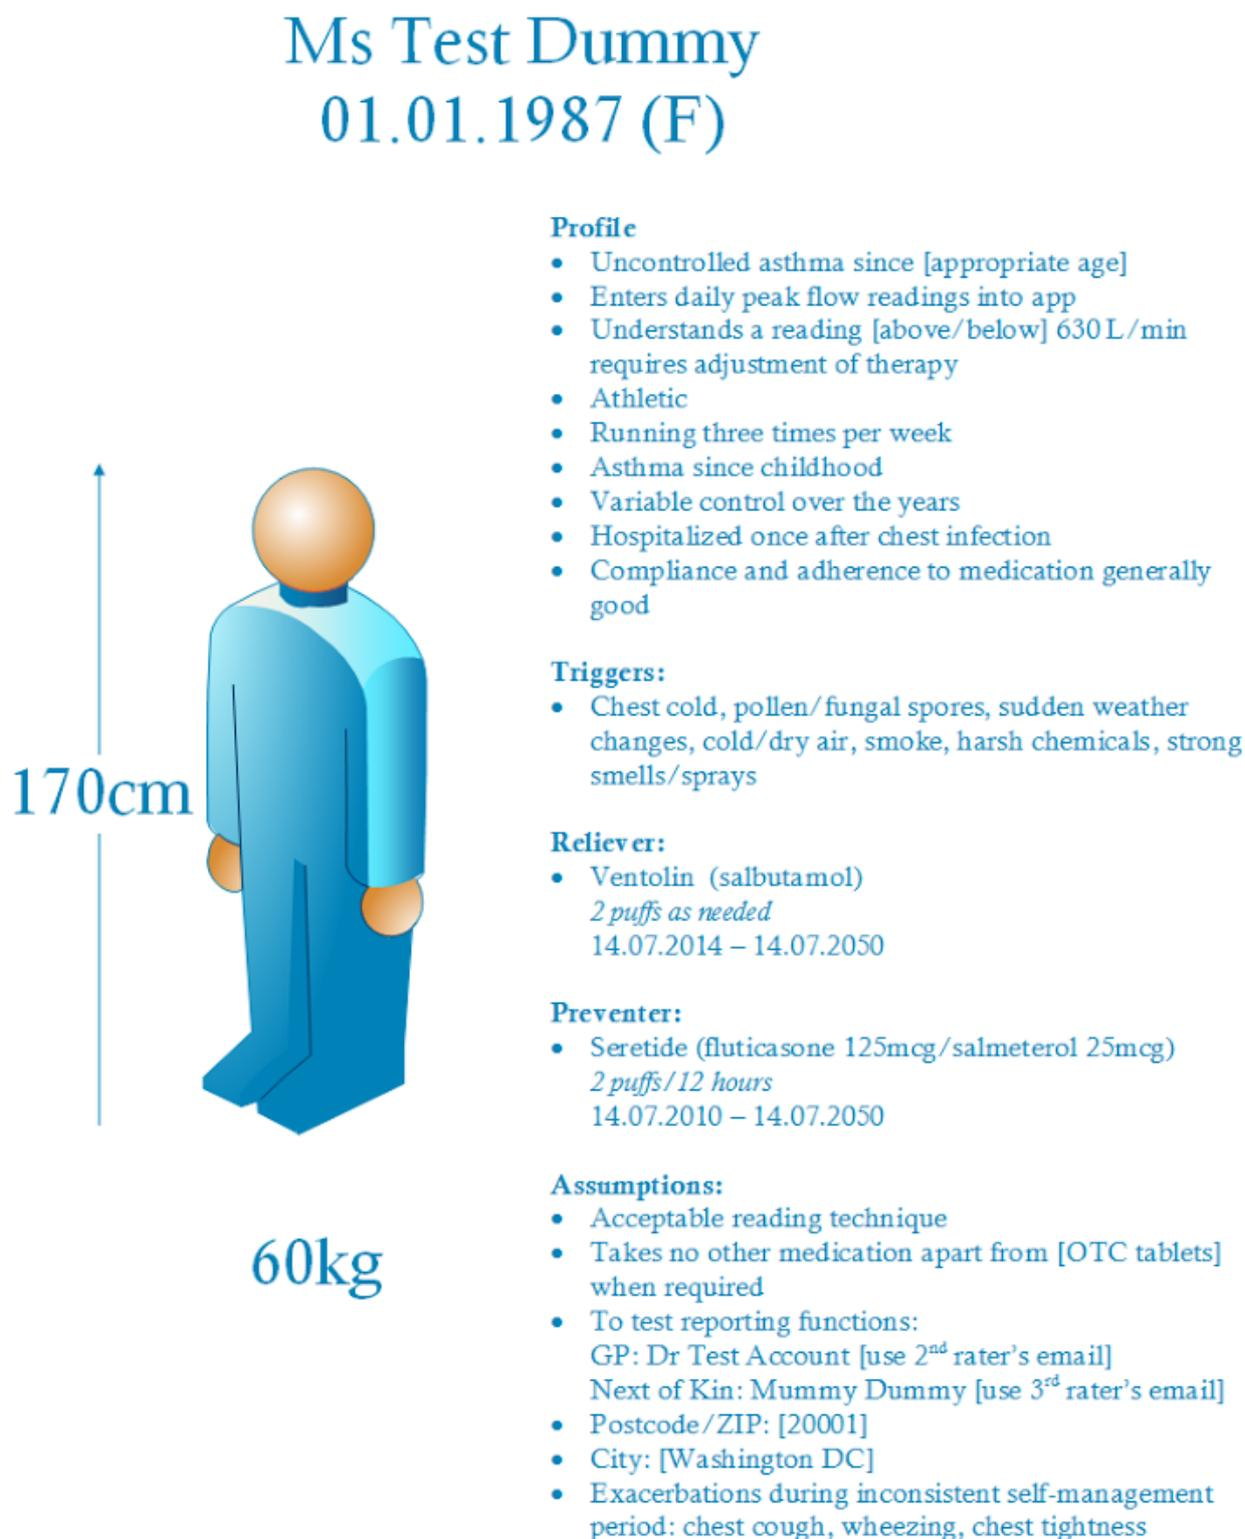 Ms Test Dummy
01.01.1987 (F)
Profile
• Uncontrolled asthma since [appropriate age]
• Enters daily peak flow readings into app
• Understands a reading [above/below] 630 L/min
requires adjustment of therapy
• Athletic
• Running three times per week
• Asthma since childhood
• Variable control over the years
• Hospitalized once after chest infection
• Compliance and adherence to medication generally
good
Triggers:
• Chest cold, pollen/fungal spores, sudden weather
changes, cold/dry air, smoke, harsh chemicals, strong
smells/sprays
170cm
Reliever:
• Ventolin (salbutamol)
2 puffs as needed
14.07.2014 – 14.07.2050
Preventer:
• Seretide (fluticasone 125mcg/salmeterol 25mcg)
2 puffs/12 hours
14.07.2010 – 14.07.2050
60kg
Assumptions:
• Acceptable reading technique
• Takes no other medication apart from [OTC tablets]
when required
• To test reporting functions:
GP: Dr Test Account [use 2nd rater's email]
Next of Kin: Mummy Dummy [use 3rd rater's email]
• Postcode/ZIP: [20001]
• City: [Washington DC]
• Exacerbations during inconsistent self-management
period: chest cough, wheezing, chest tightness